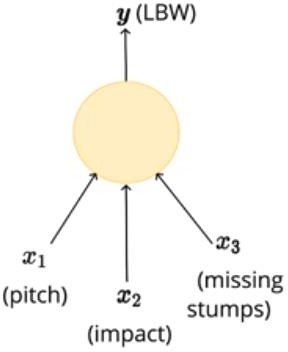 y (LBW)
x₁
(pitch)
x₂
(impact)
x₃
(missing
stumps)